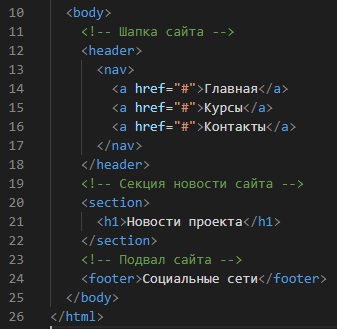 10 <body>
11 <!-- Шапка сайта -->
12 <header>
13 <nav>
14 <a href="#">Главная</a>
15 <a href="#">Курсы</a>
16 <a href="#">Контакты</a>
17 </nav>
18 </header>
19 <!-- Секция новости сайта -->
20 <section>
21 <h1>Новости проекта</h1>
22 </section>
23 <!-- Подвал сайта -->
24 <footer>Социальные сети</footer>
25 </body>
26 </html>